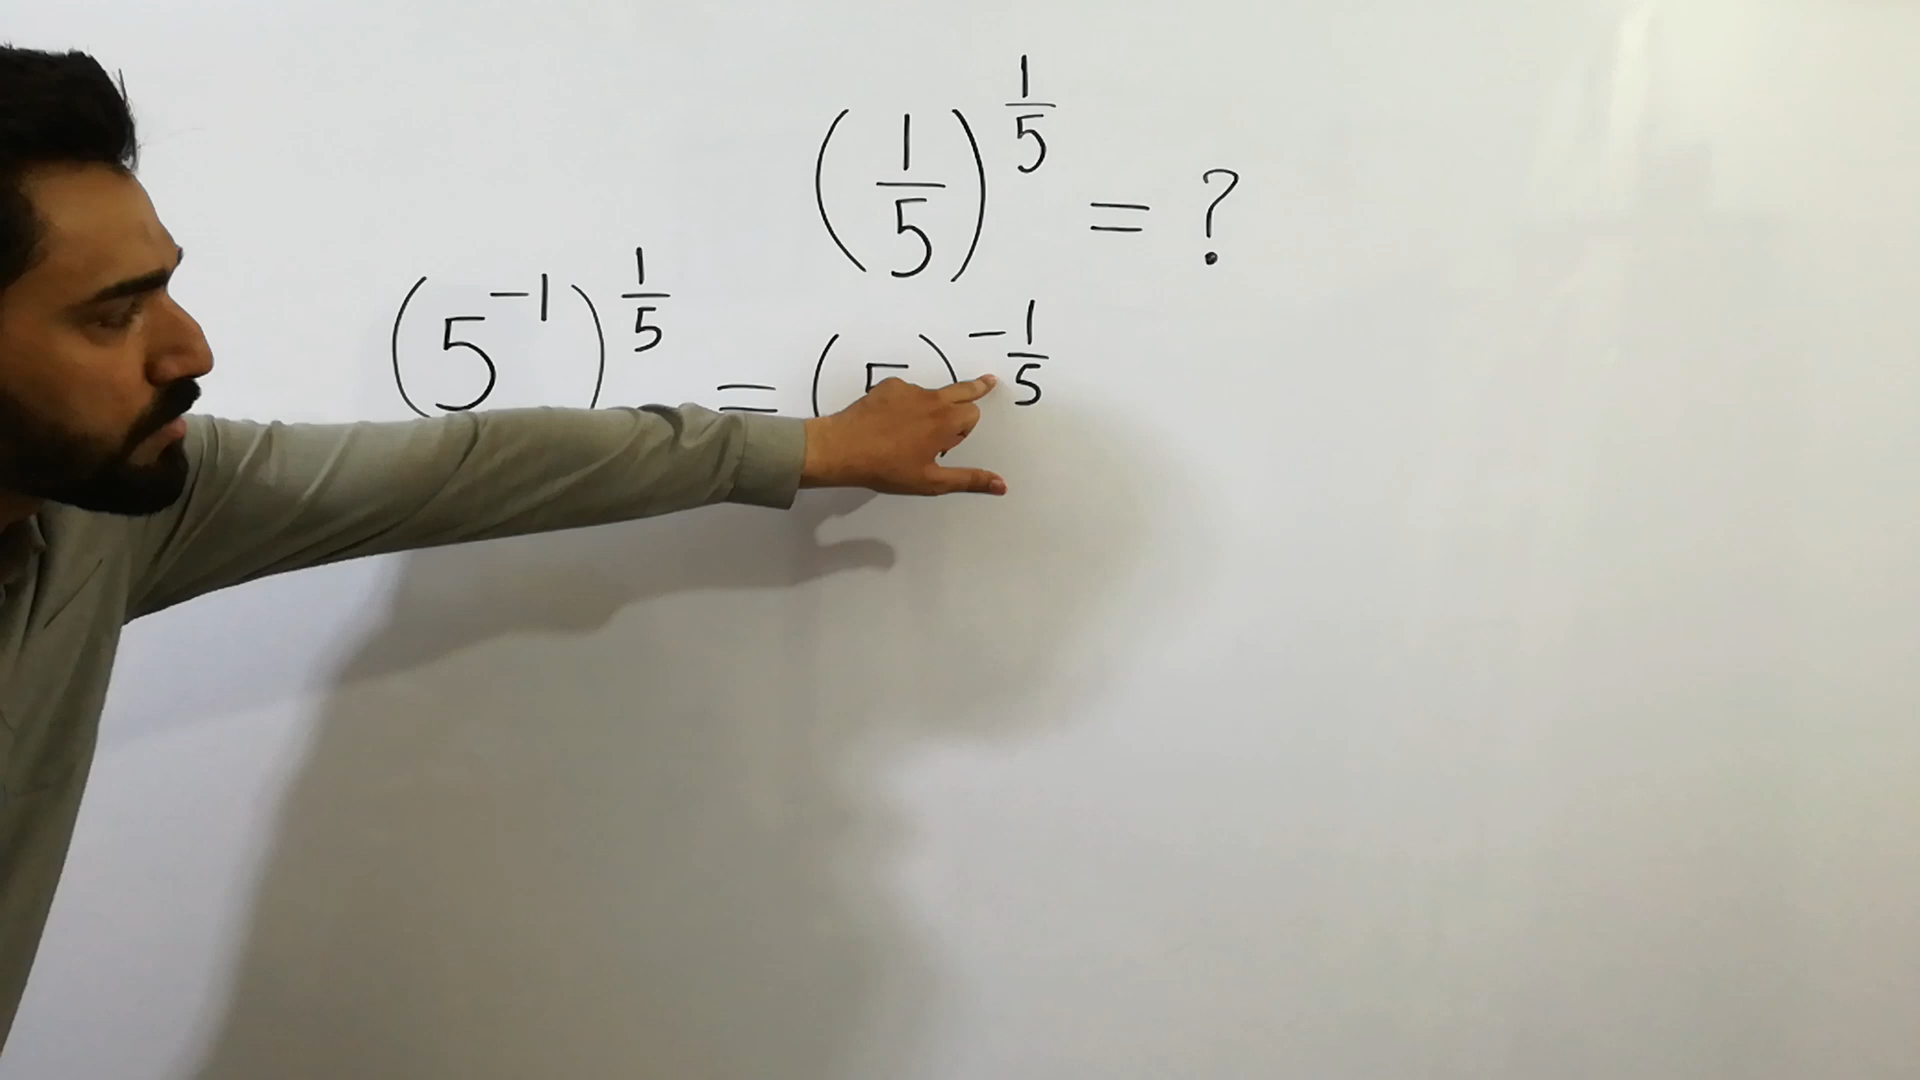 (1/5)^(1/5) = ?
(5^-1)^(1/5) = (5)^(-1/5)